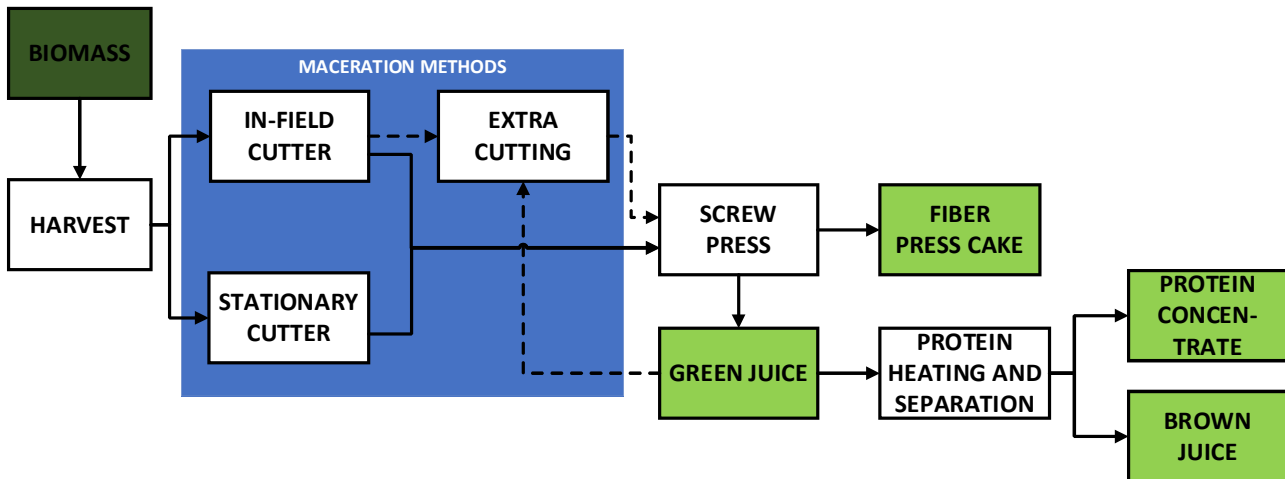 BIOMASS
MACERATION METHODS
IN-FIELD
CUTTER
EXTRA
CUTTING
HARVEST
STATIONARY
CUTTER
SCREW
PRESS
FIBER
PRESS CAKE
GREEN JUICE
PROTEIN
HEATING AND
SEPARATION
PROTEIN
CONCEN-
TRATE
BROWN
JUICE